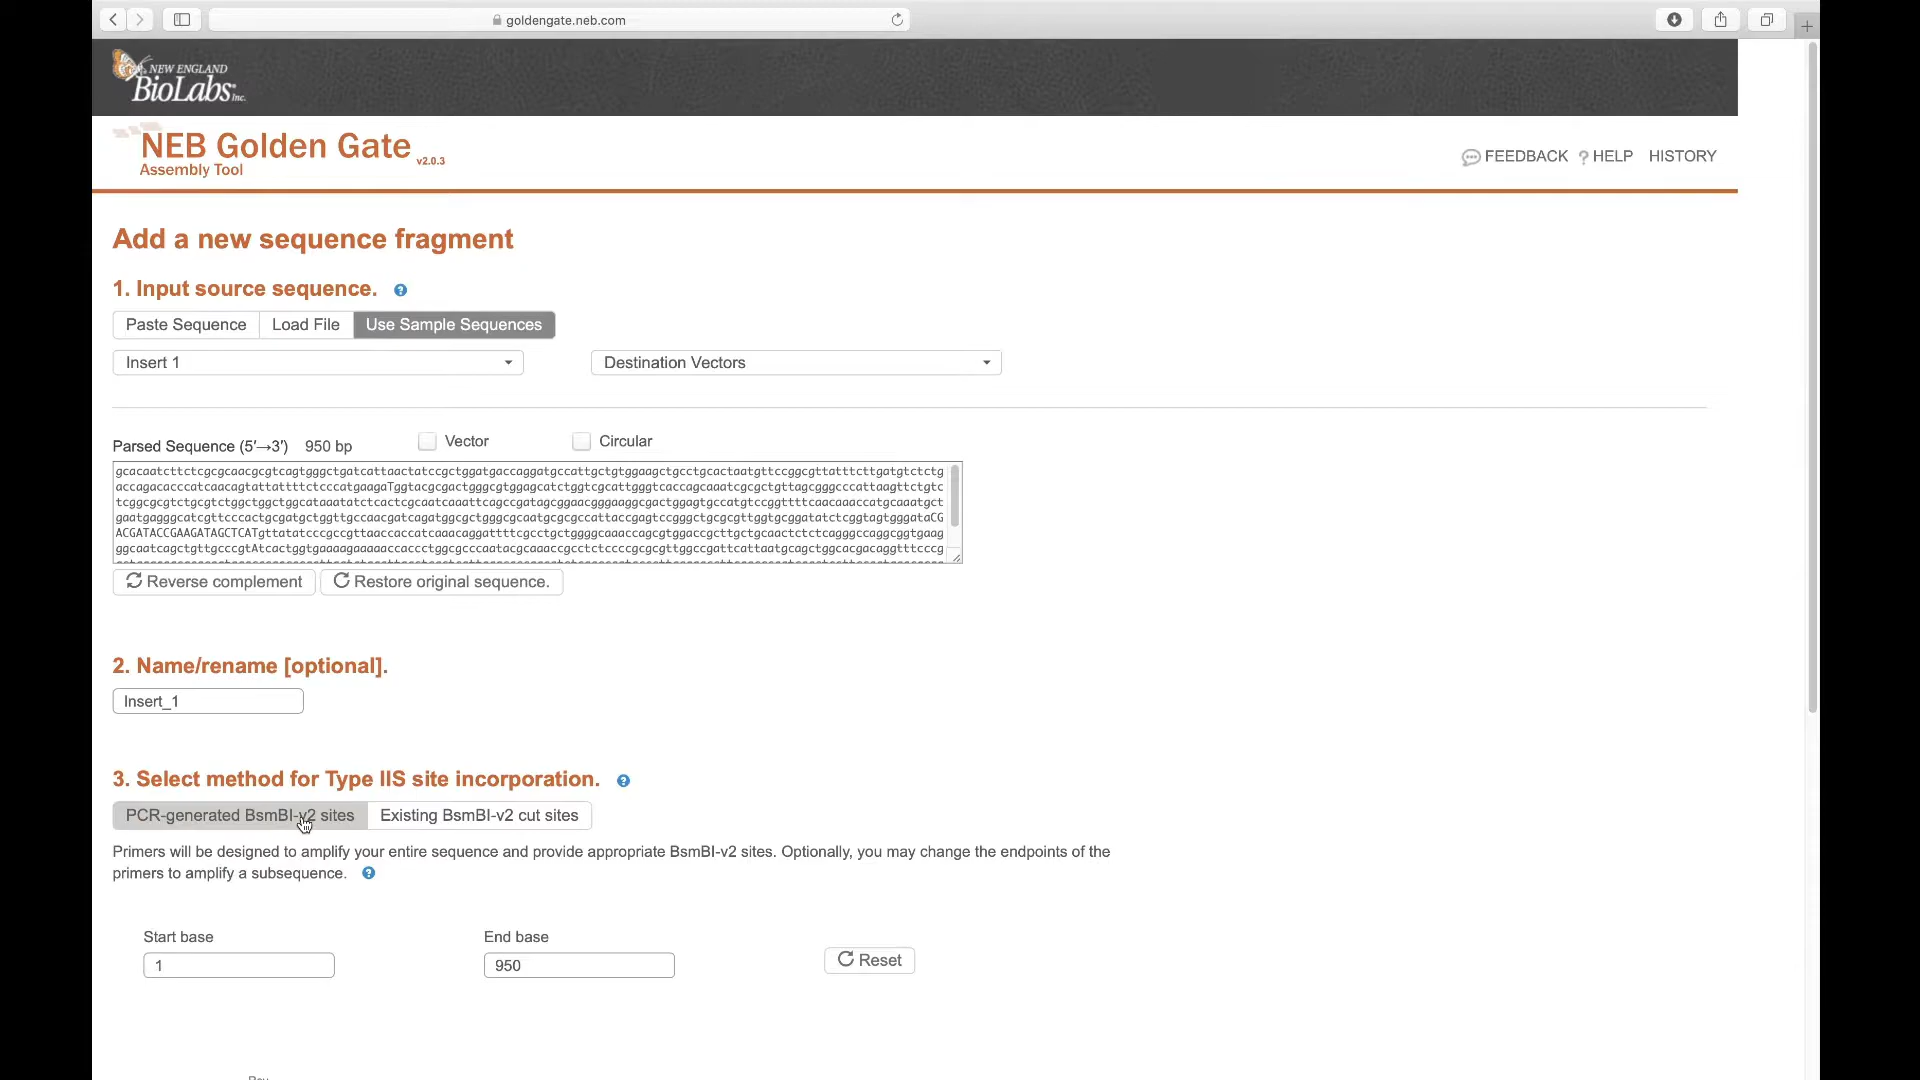 goldengate.neb.com
NEW ENGLAND
BioLabs Inc.
NEB Golden Gate v2.0.3
Assembly Tool
FEEDBACK ? HELP HISTORY
Add a new sequence fragment
1. Input source sequence. ?
Paste Sequence Load File Use Sample Sequences
Insert 1 Destination Vectors
Parsed Sequence (5′→3′) 950 bp Vector Circular
gcacaatcttctcgcgcaacgcgtcagtgggctgatcattaactatccgctggatgaccaggatgccattgctgtggaagctgcctgcactaatgttccggcgttatttcttgatgtctctg
accagacacccatcaacagtattattttctcccatgaagaTggtacgcgactgggcgtggagcatctggtcgcattgggtcaccagcaaatcgcgctgttagcgggcccattaagttctgtc
tcggcgcgtctgcgtctggctggctggcataaatatctcactcgcaatcaaattcagccgatagcggaacgggaaggcgactggagtgccatgtccggttttcaacaaaccatgcaaatgct
gaatgagggcatcgttcccactgcgatgctggttgccaacgatcagatggcgctgggcgcaatgcgcgccattaccgagtccgggctgcgcgttggtgcggatatctcggtagtgggataCG
ACGATACCGAAGATAGCTCATgttatatcccgccgttaaccaccatcaaacaggattttcgcctgctggggcaaaccagcgtggaccgcttgctgcaactctctcagggccaggcggtgaag
ggcaatcagctgttgcccgtAtcactggtgaaaagaaaaaccaccctggcgcccaatacgcaaaccgcctctccccgcgcgttggccgattcattaatgcagctggcacgacaggtttcccg
Reverse complement Restore original sequence.
2. Name/rename [optional].
Insert_1
3. Select method for Type IIS site incorporation. ?
PCR-generated BsmBI-v2 sites Existing BsmBI-v2 cut sites
Primers will be designed to amplify your entire sequence and provide appropriate BsmBI-v2 sites. Optionally, you may change the endpoints of the
primers to amplify a subsequence. ?
Start base End base
1 950 Reset